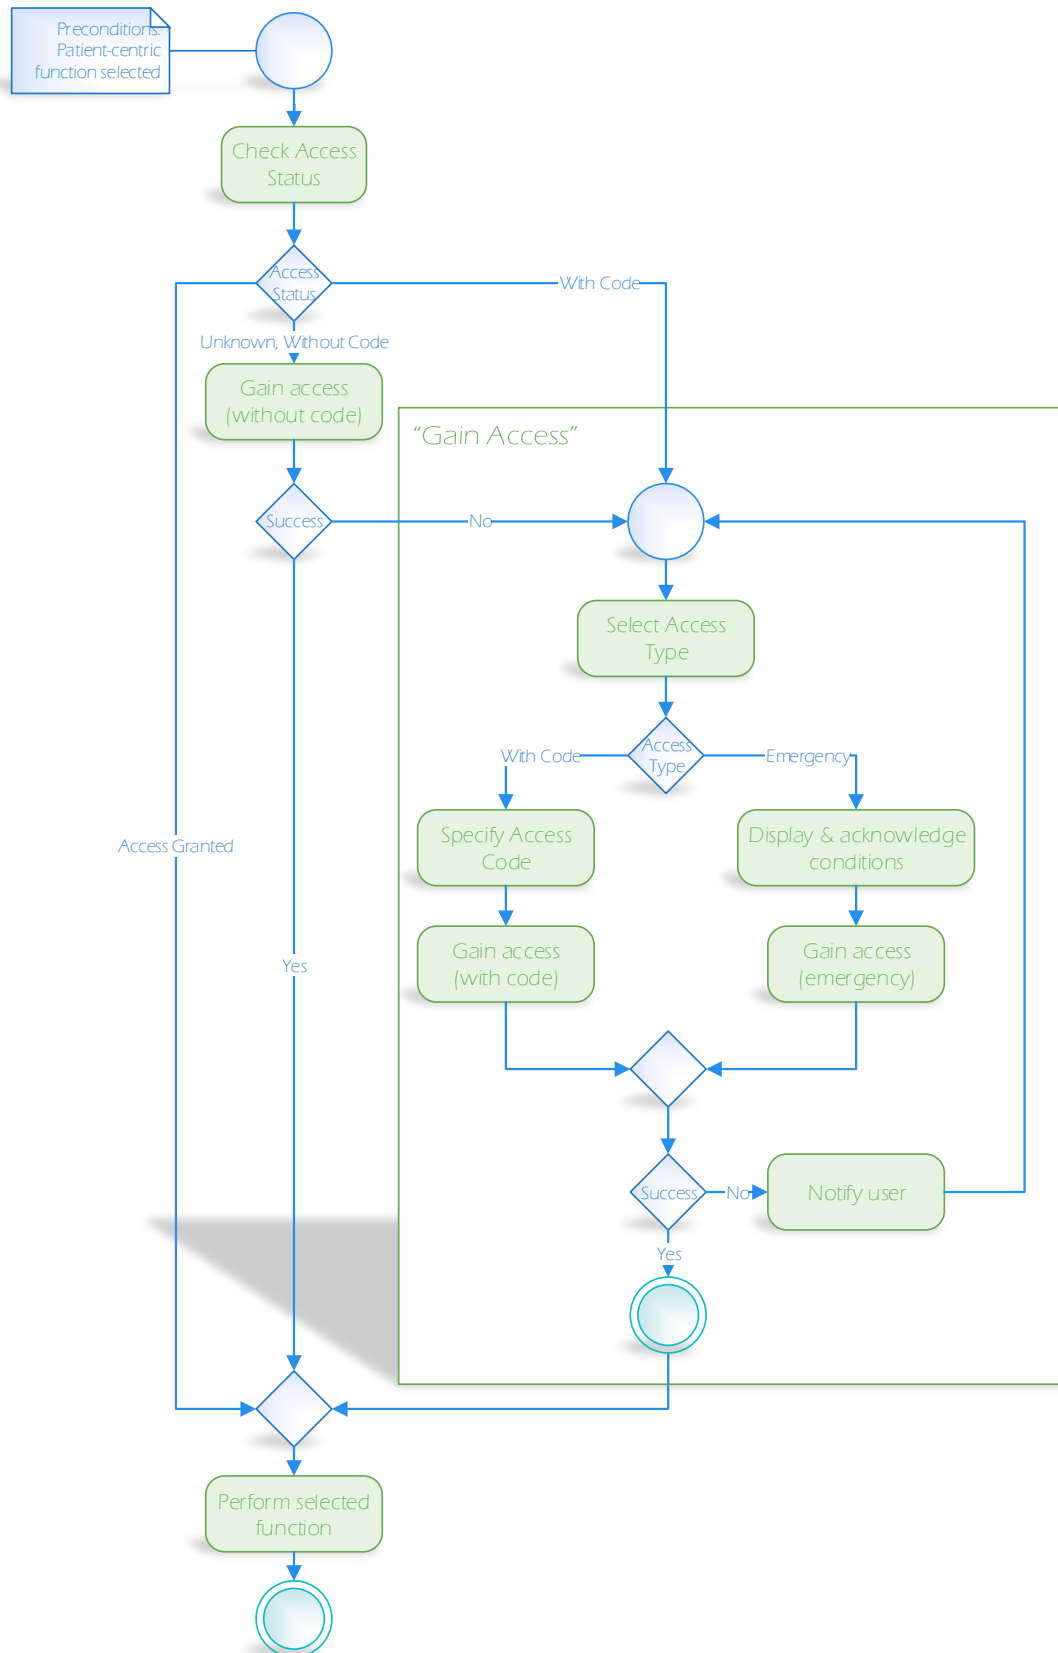 Preconditions:
Patient-centric
function selected
Check Access
Status
Access
Status
With Code
Unknown, Without Code
Gain access
(without code)
“Gain Access”
Success
No
Select Access
Type
Access
Type
With Code
Emergency
Specify Access
Code
Display & acknowledge
conditions
Access Granted
Gain access
(with code)
Gain access
(emergency)
Yes
Success
No
Notify user
Yes
Perform selected
function